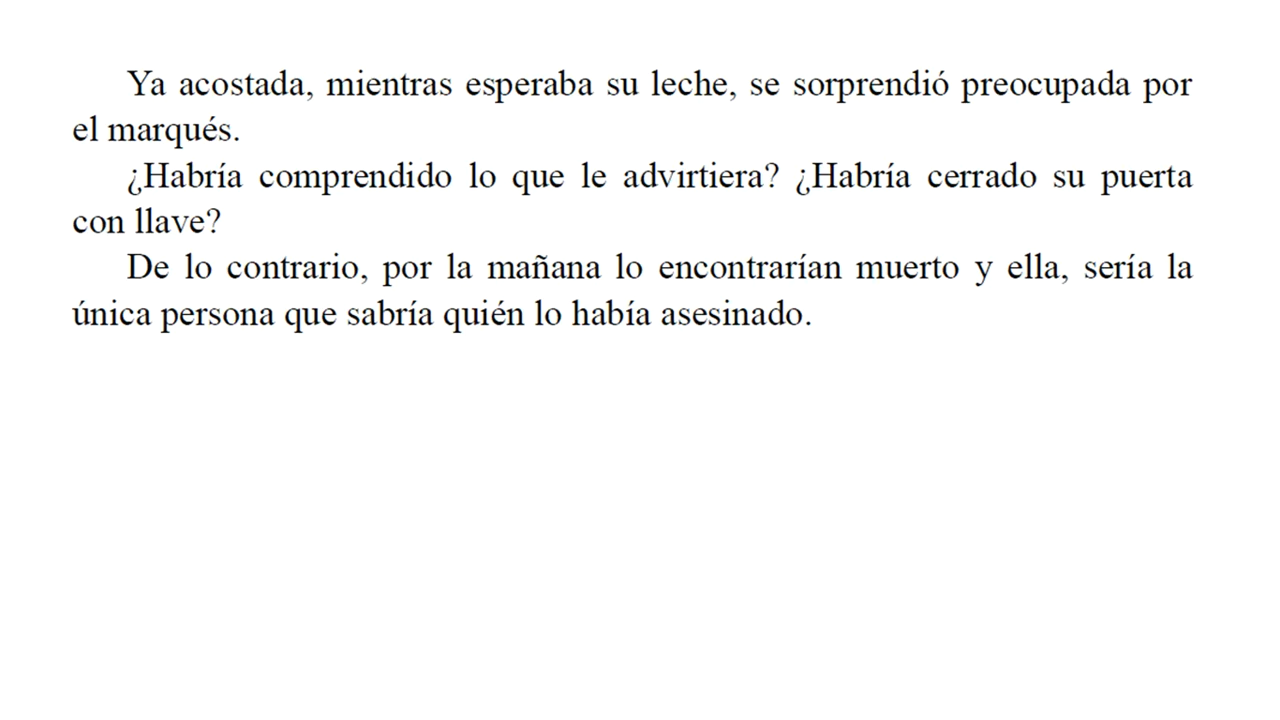 Ya acostada, mientras esperaba su leche, se sorprendió preocupada por
el marqués.
¿Habría comprendido lo que le advirtiera? ¿Habría cerrado su puerta
con llave?
De lo contrario, por la mañana lo encontrarían muerto y ella, sería la
única persona que sabría quién lo había asesinado.